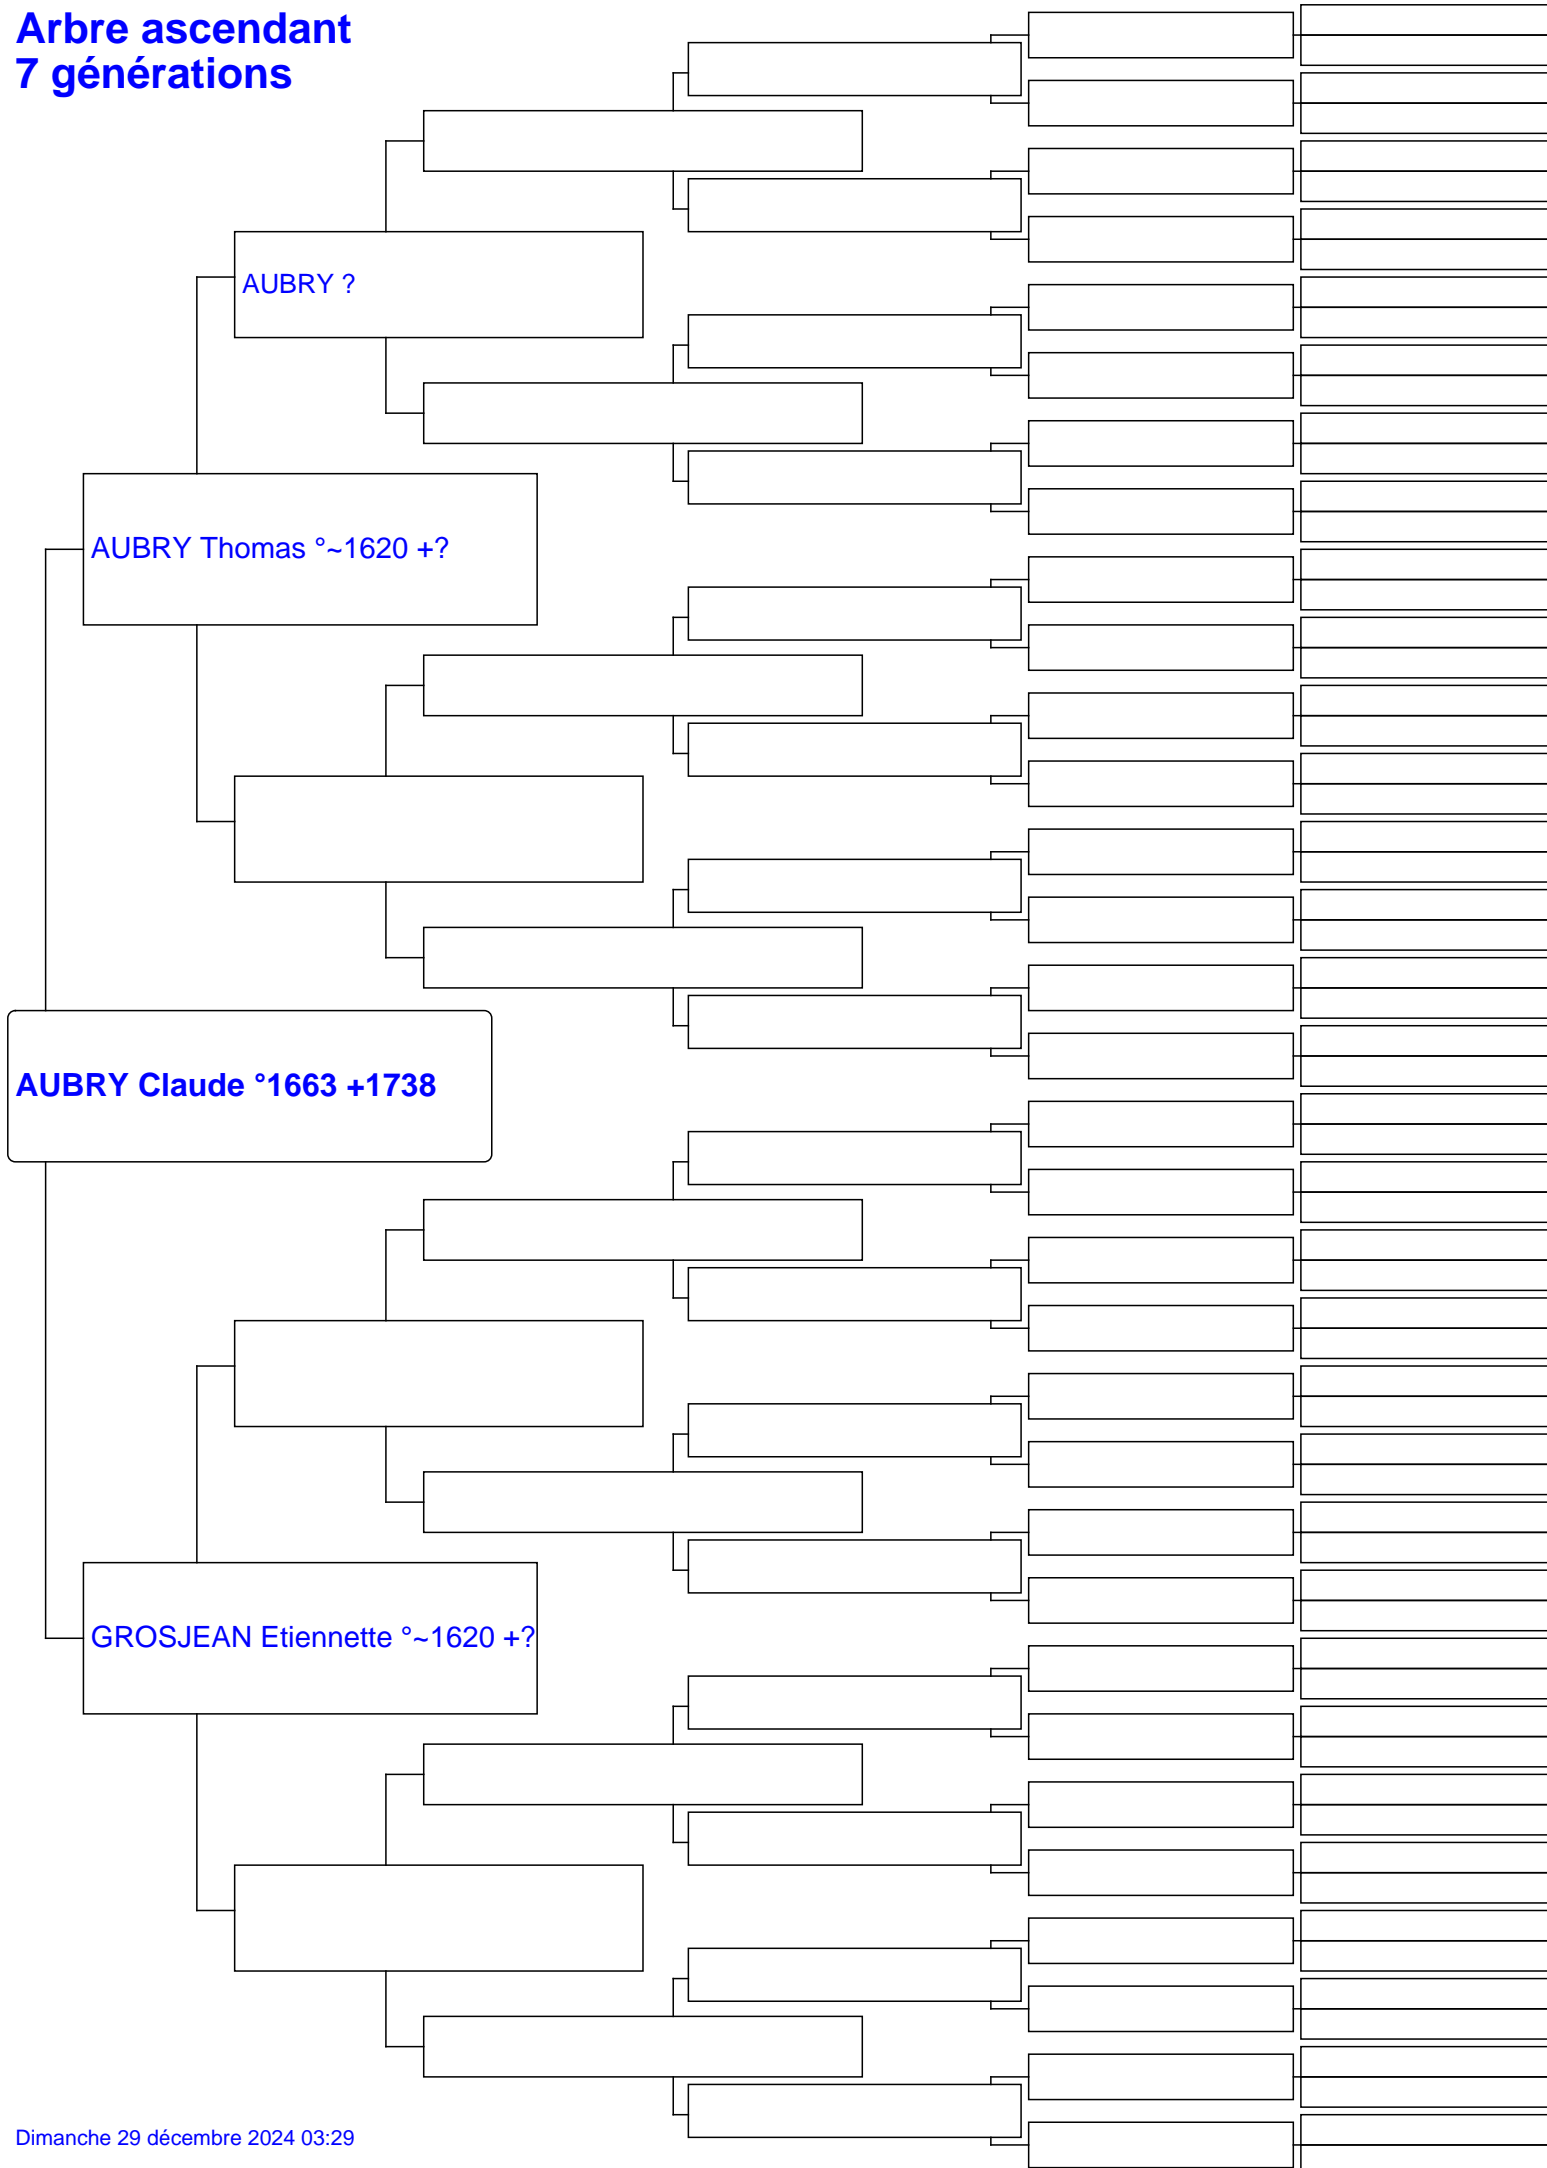 Arbre ascendant
7 générations
AUBRY ?
AUBRY Thomas °~1620 +?
AUBRY Claude °1663 +1738
GROSJEAN Etiennette °~1620 +?
Dimanche 29 décembre 2024 03:29